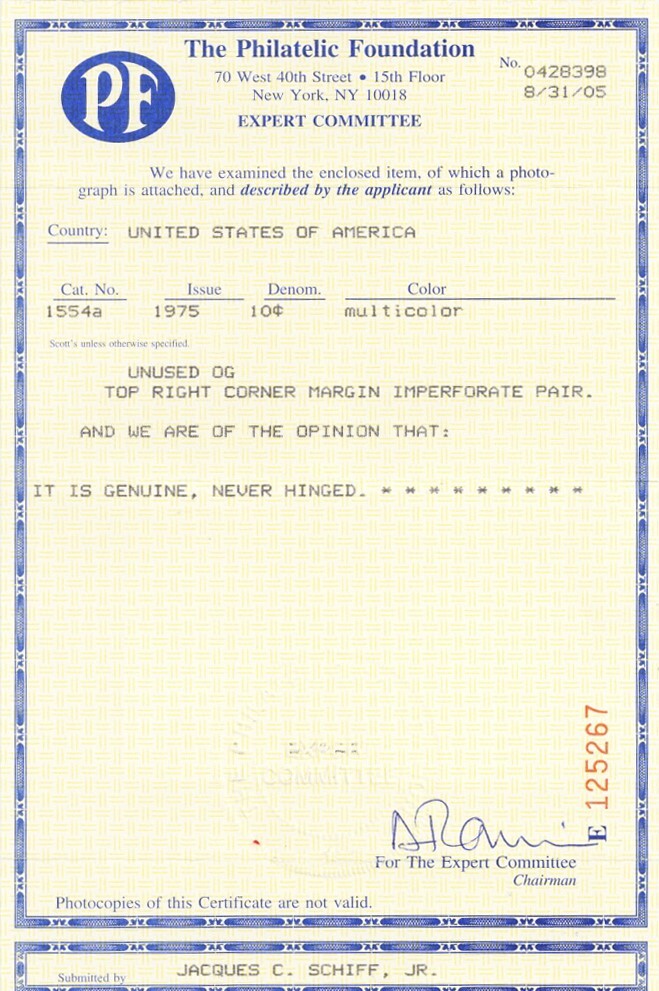 PF
The Philatelic Foundation
70 West 40th Street • 15th Floor
New York, NY 10018
EXPERT COMMITTEE
No. 0428398
8/31/05
We have examined the enclosed item, of which a photo-
graph is attached, and described by the applicant as follows:
Country: UNITED STATES OF AMERICA
Cat. No. Issue Denom. Color
1554a 1975 10¢ multicolor
Scott's unless otherwise specified.
UNUSED OG
TOP RIGHT CORNER MARGIN IMPERFORATE PAIR.
AND WE ARE OF THE OPINION THAT:
IT IS GENUINE, NEVER HINGED. * * * * * * * * *
COMMITTEE
E 125267
For The Expert Committee
Chairman
Photocopies of this Certificate are not valid.
Submitted by JACQUES C. SCHIFF, JR.